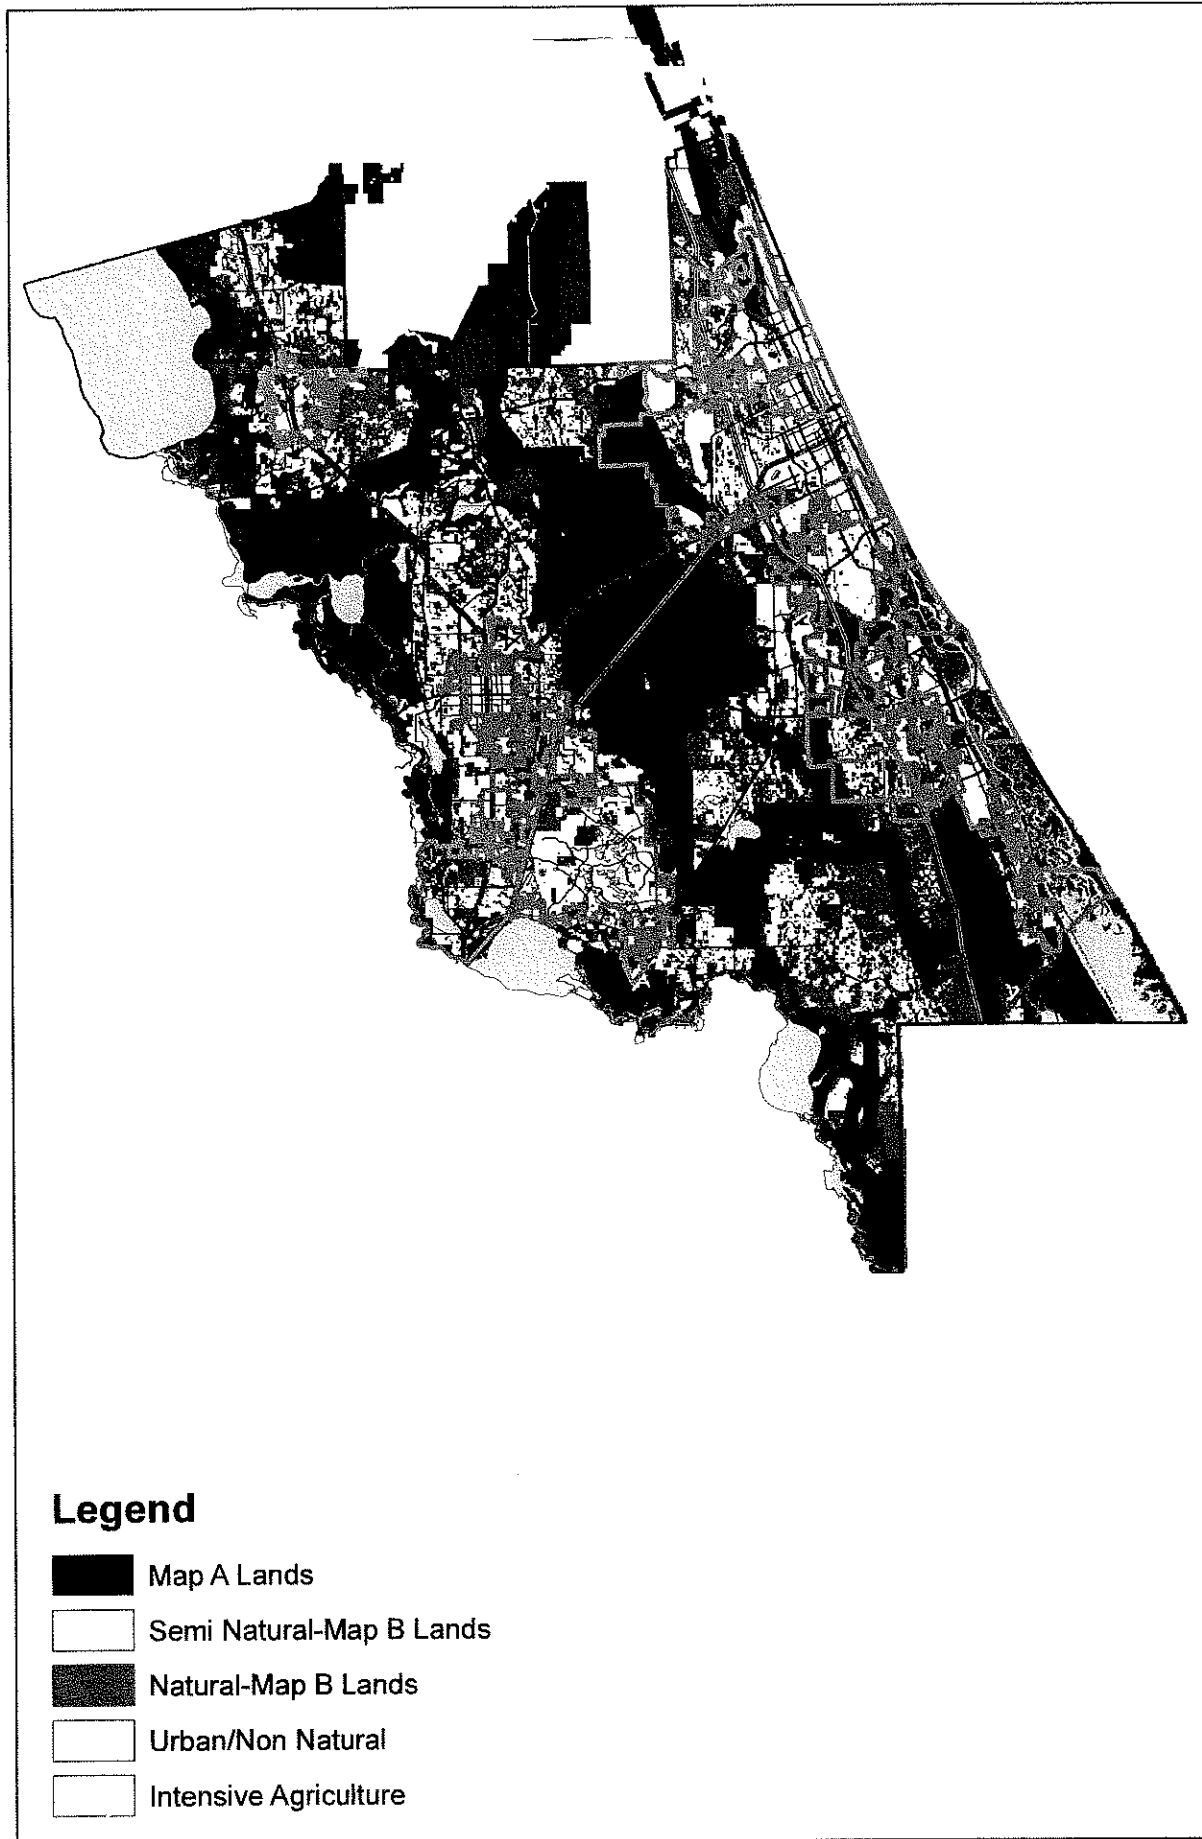 Legend
Map A Lands
Semi Natural-Map B Lands
Natural-Map B Lands
Urban/Non Natural
Intensive Agriculture